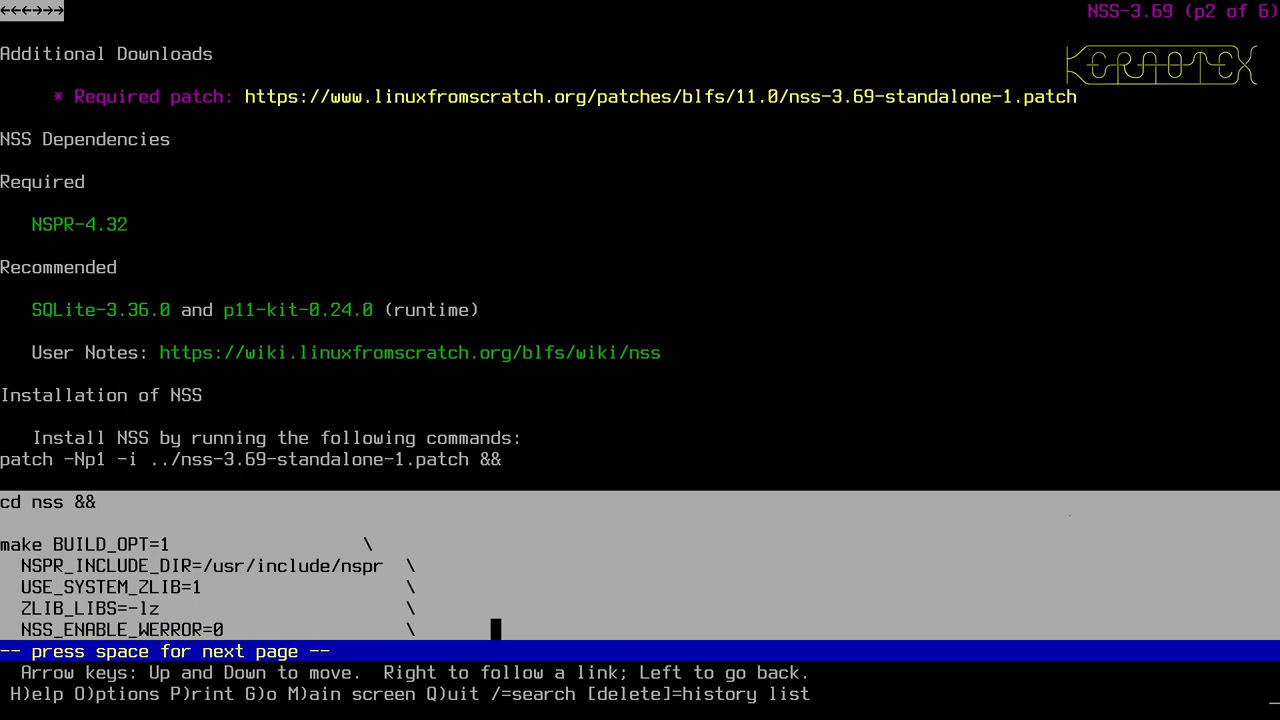 ←←←→→→ NSS-3.69 (p2 of 6)
Additional Downloads
KERNOTEX
* Required patch: https://www.linuxfromscratch.org/patches/blfs/11.0/nss-3.69-standalone-1.patch
NSS Dependencies
Required
NSPR-4.32
Recommended
SQLite-3.36.0 and p11-kit-0.24.0 (runtime)
User Notes: https://wiki.linuxfromscratch.org/blfs/wiki/nss
Installation of NSS
Install NSS by running the following commands:
patch -Np1 -i ../nss-3.69-standalone-1.patch &&
cd nss &&
make BUILD_OPT=1 \
NSPR_INCLUDE_DIR=/usr/include/nspr \
USE_SYSTEM_ZLIB=1 \
ZLIB_LIBS=-lz \
NSS_ENABLE_WERROR=0 \
-- press space for next page --
Arrow keys: Up and Down to move. Right to follow a link; Left to go back.
H)elp O)ptions P)rint G)o M)ain screen Q)uit /=search [delete]=history list